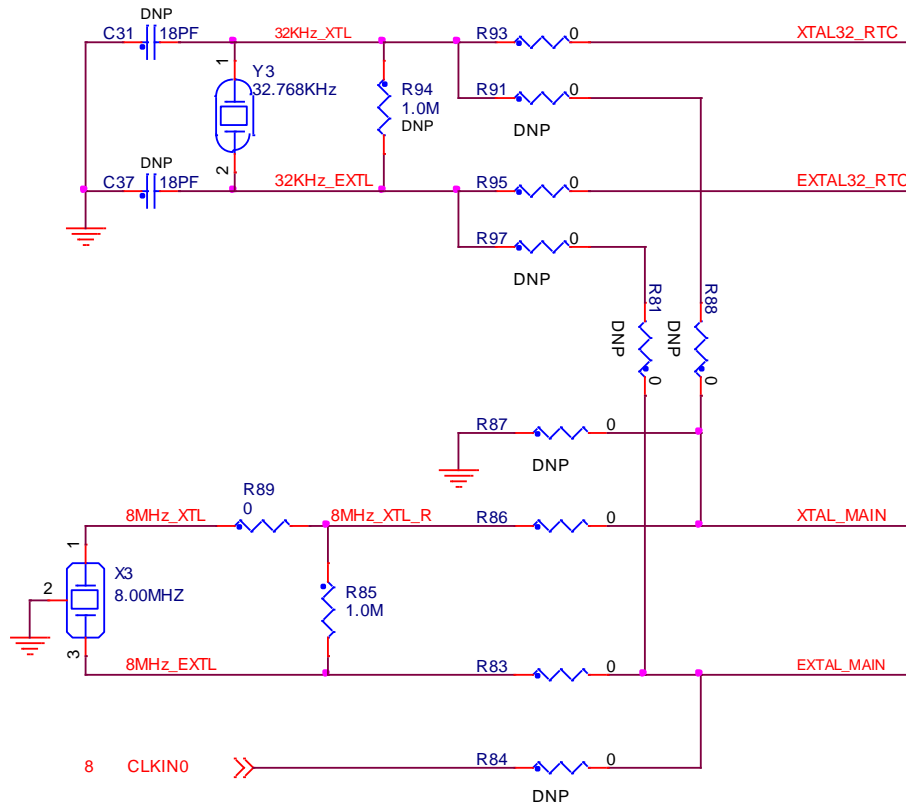 DNP
C31 18PF
32KHz_XTL
R93 0
XTAL32_RTC
1
Y3
32.768KHz
R94
1.0M
DNP
R91 0
DNP
2
DNP
C37 18PF
32KHz_EXTL
R95 0
EXTAL32_RTC
R97 0
DNP
R81
DNP
0
R88
DNP
0
R87 0
DNP
R89
0
8MHz_XTL
8MHz_XTL_R
R86 0
XTAL_MAIN
1
2
X3
8.00MHZ
3
R85
1.0M
8MHz_EXTL
R83 0
EXTAL_MAIN
8 CLKIN0
R84 0
DNP